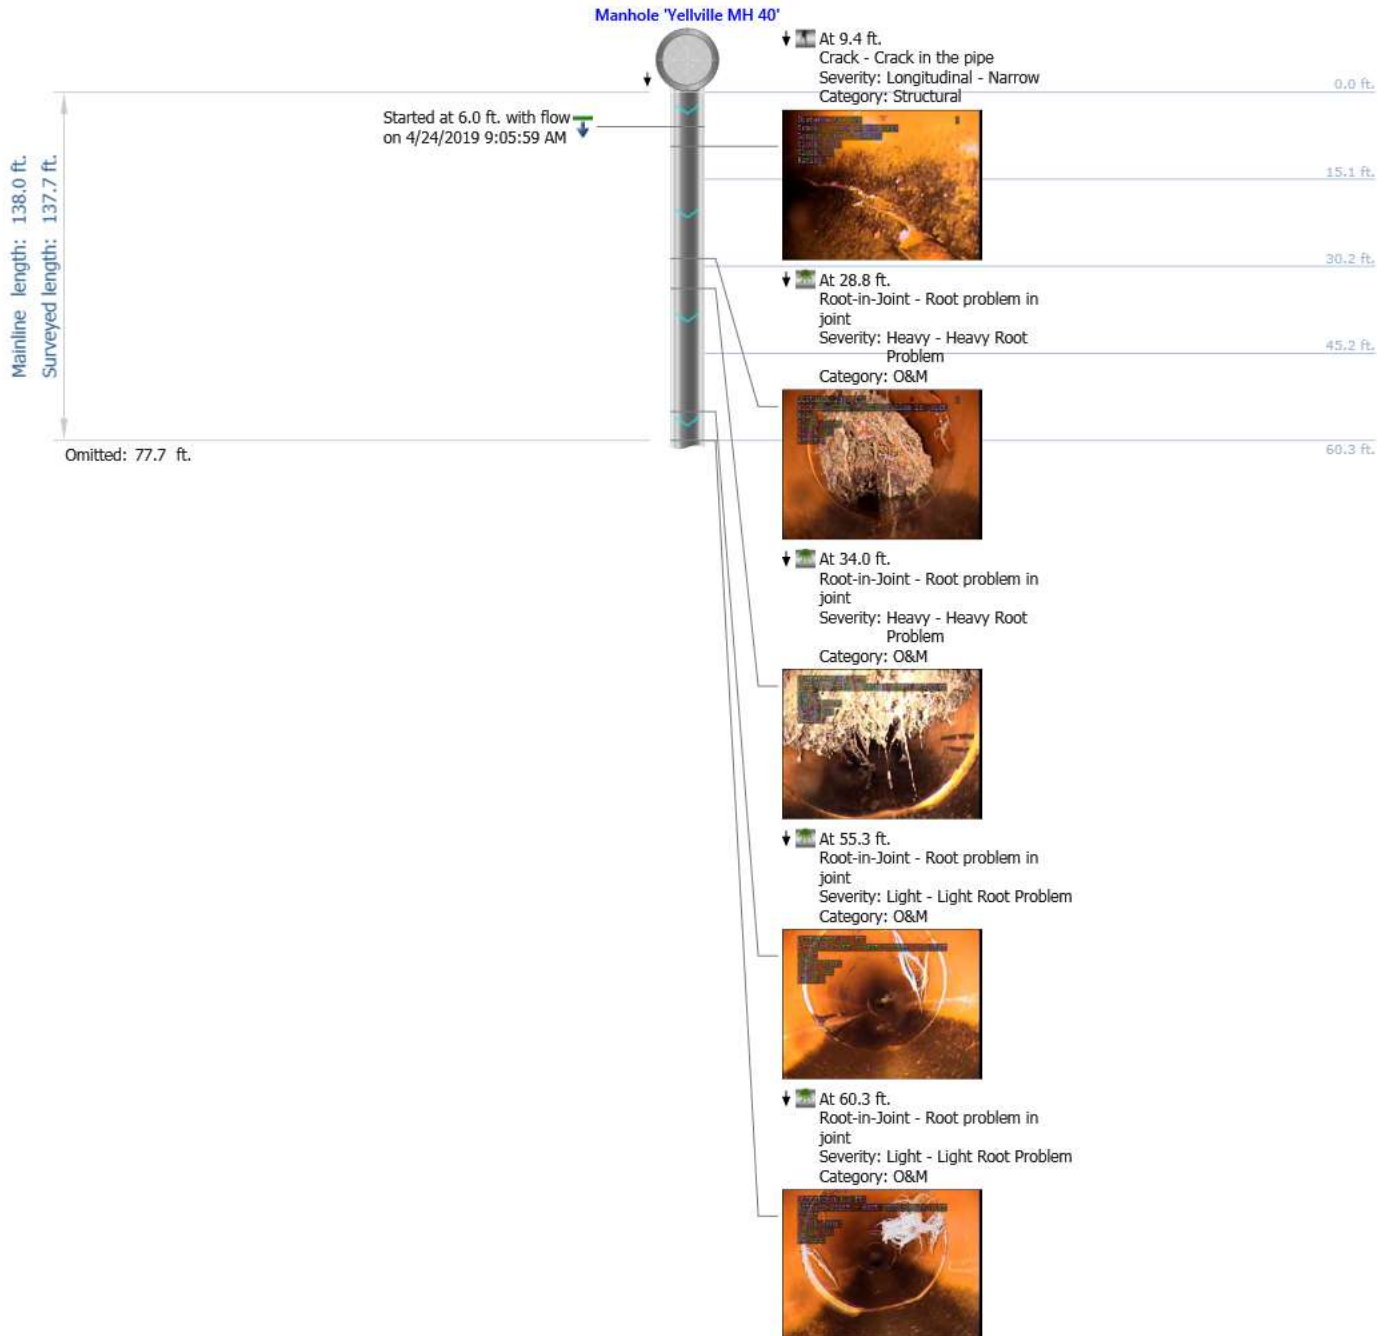 Manhole 'Yellville MH 40'
At 9.4 ft.
Crack - Crack in the pipe
Severity: Longitudinal - Narrow
Category: Structural
0.0 ft.
Started at 6.0 ft. with flow
on 4/24/2019 9:05:59 AM
Mainline length: 138.0 ft.
Surveyed length: 137.7 ft.
15.1 ft.
30.2 ft.
At 28.8 ft.
Root-in-Joint - Root problem in
joint
Severity: Heavy - Heavy Root
Problem
Category: O&M
45.2 ft.
60.3 ft.
Omitted: 77.7 ft.
At 34.0 ft.
Root-in-Joint - Root problem in
joint
Severity: Heavy - Heavy Root
Problem
Category: O&M
At 55.3 ft.
Root-in-Joint - Root problem in
joint
Severity: Light - Light Root Problem
Category: O&M
At 60.3 ft.
Root-in-Joint - Root problem in
joint
Severity: Light - Light Root Problem
Category: O&M